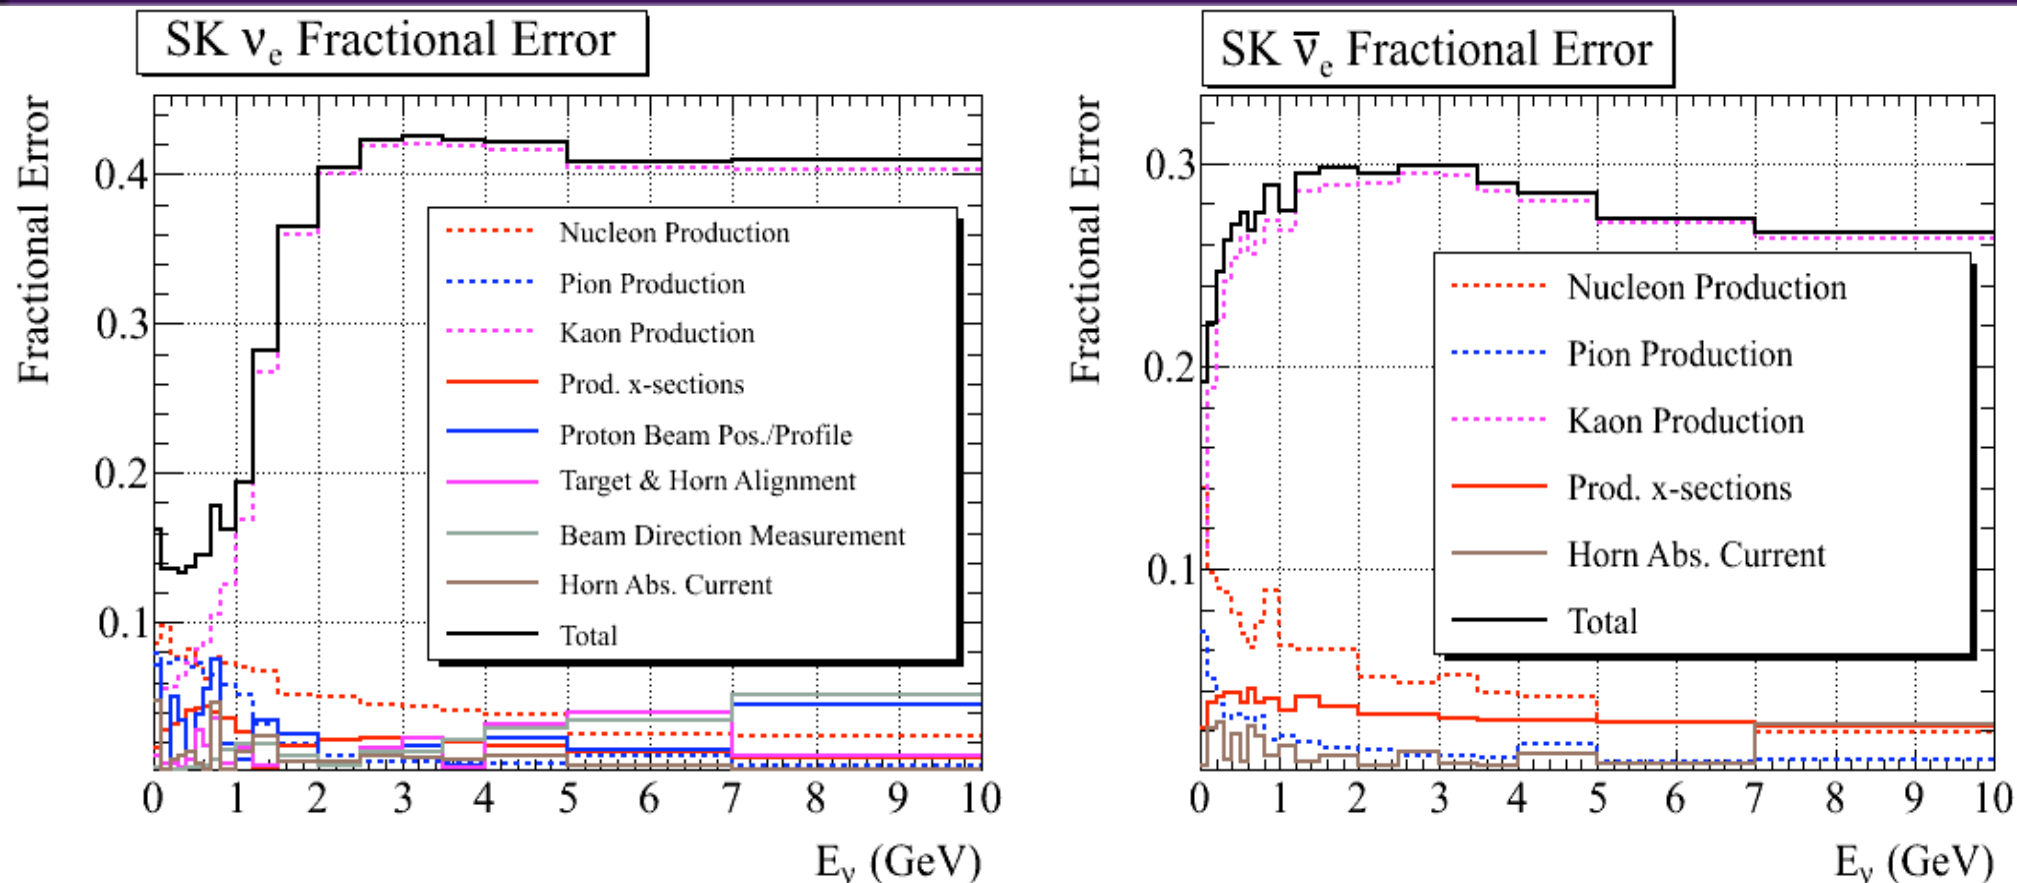 SK νe Fractional Error
Fractional Error
0.4
0.3
0.2
0.1
Nucleon Production
Pion Production
Kaon Production
Prod. x-sections
Proton Beam Pos./Profile
Target & Horn Alignment
Beam Direction Measurement
Horn Abs. Current
Total
0 1 2 3 4 5 6 7 8 9 10
Eν (GeV)
SK ν̅e Fractional Error
Fractional Error
0.3
0.2
0.1
Nucleon Production
Pion Production
Kaon Production
Prod. x-sections
Horn Abs. Current
Total
0 1 2 3 4 5 6 7 8 9 10
Eν (GeV)